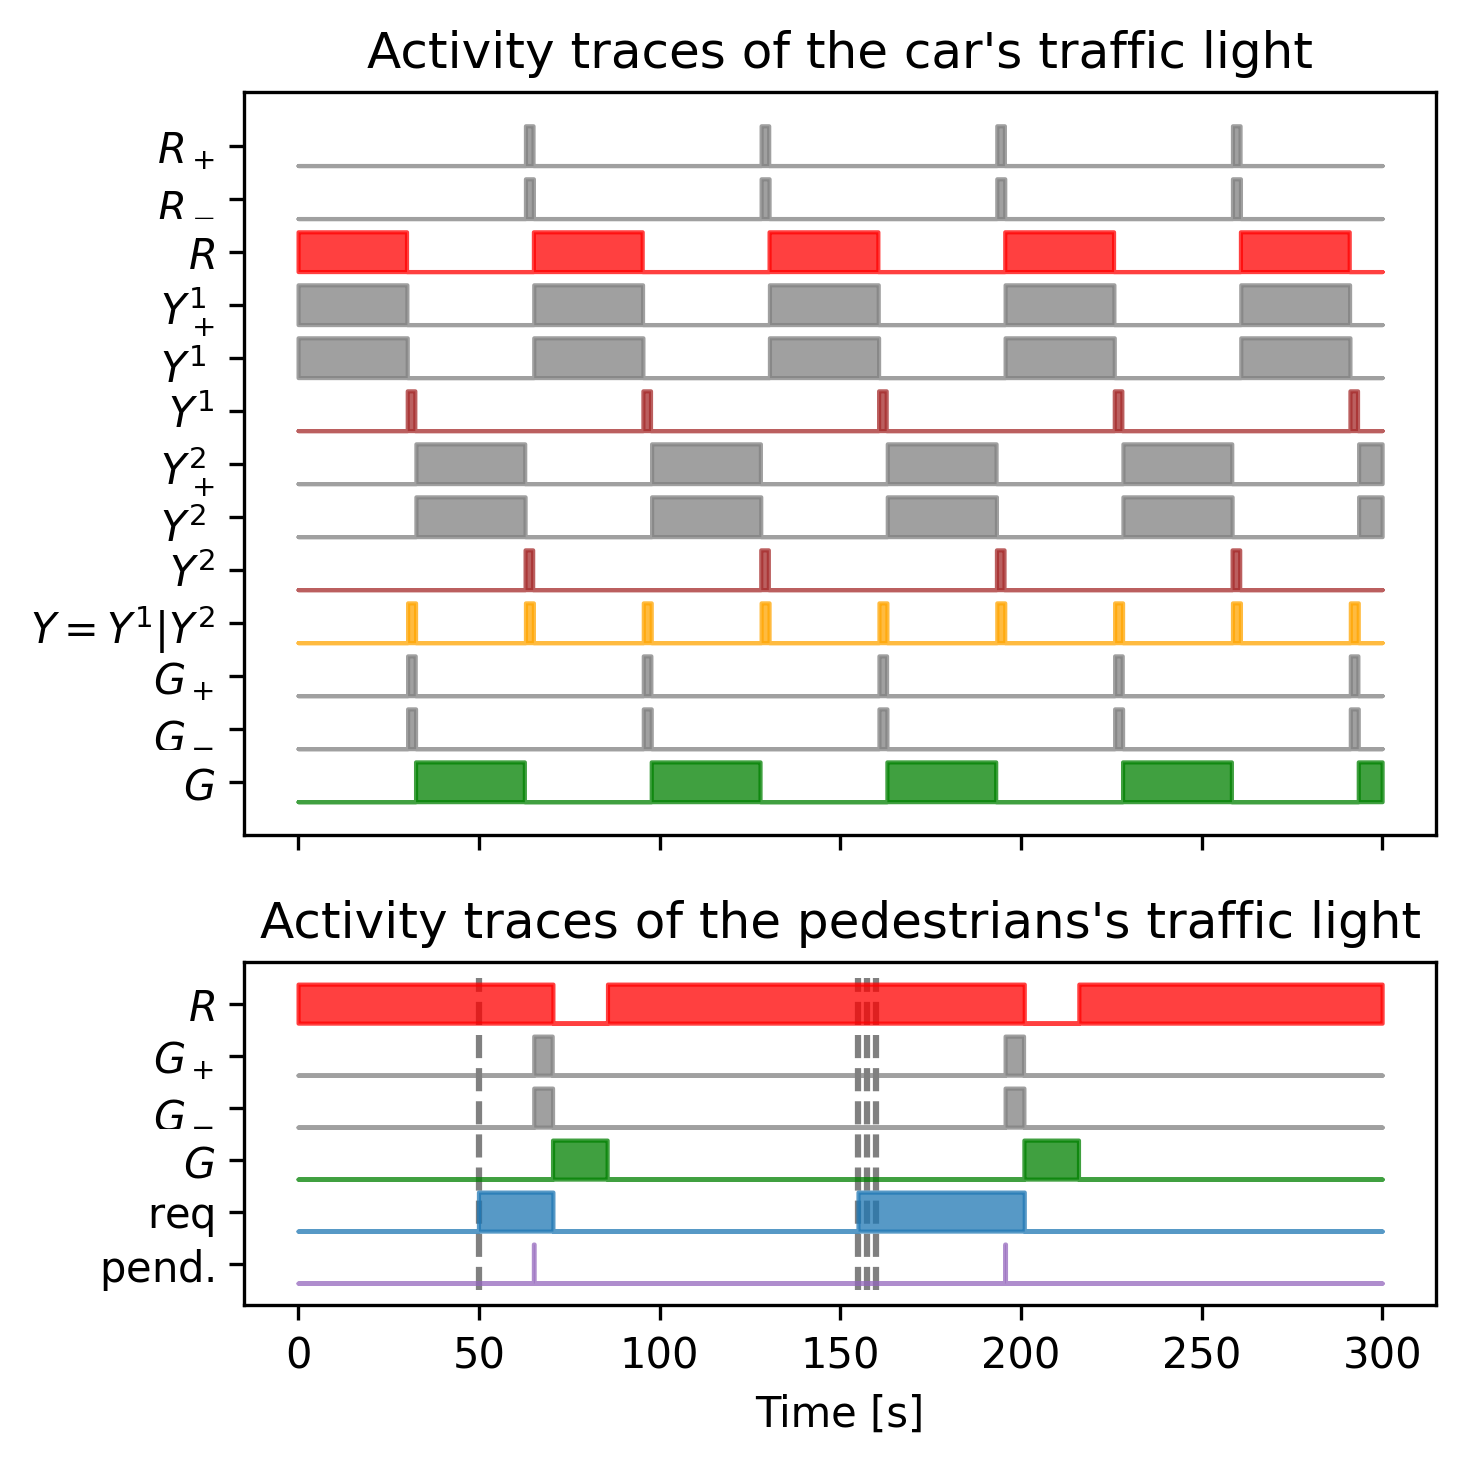 Activity traces of the car's traffic light
R₊
R₋
R
Y¹₊
Y¹
Y¹
Y²₊
Y²
Y²
Y = Y¹|Y²
G₊
G₋
G
Activity traces of the pedestrians's traffic light
R
G₊
G₋
G
req
pend.
0 50 100 150 200 250 300
Time [s]